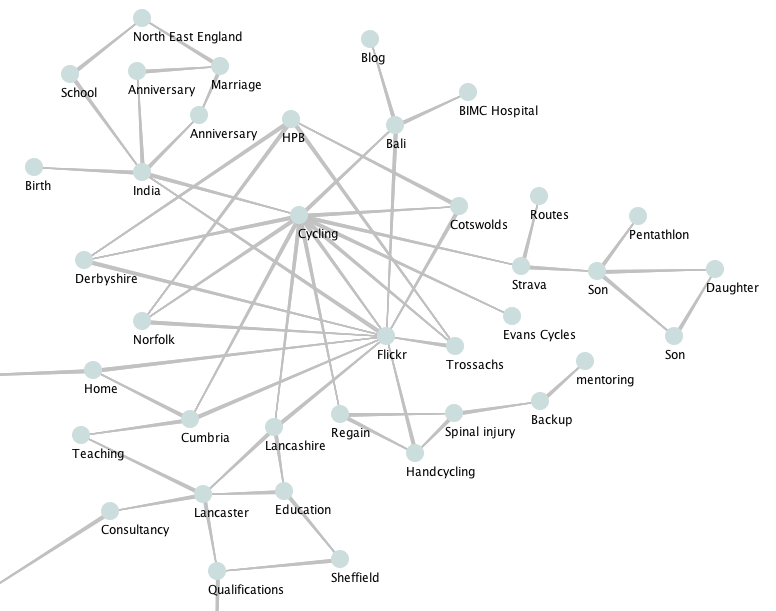 North East England
Blog
School
Anniversary
Marriage
BIMC Hospital
Anniversary
HPB
Bali
Birth
India
Cotswolds
Routes
Cycling
Pentathlon
Derbyshire
Strava
Son
Daughter
Norfolk
Evans Cycles
Flickr
Trossachs
Son
Home
mentoring
Cumbria
Regain
Spinal injury
Backup
Teaching
Lancashire
Handcycling
Lancaster
Education
Consultancy
Sheffield
Qualifications